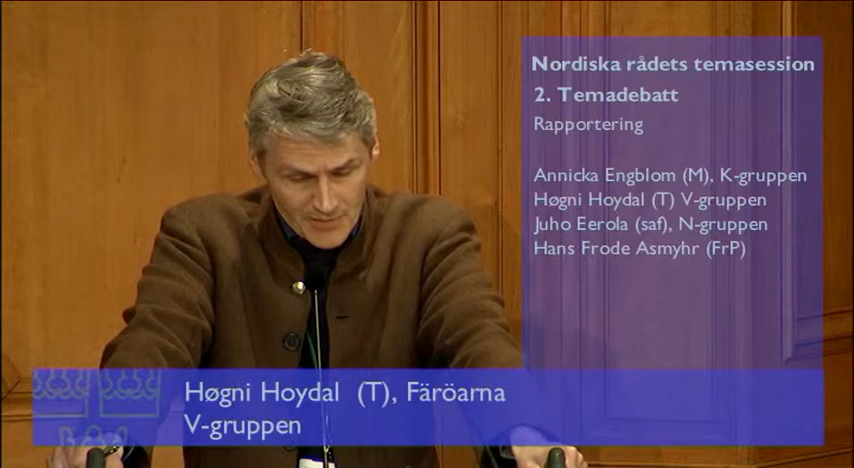 Nordiska rådets temasession
2. Temadebatt
Rapportering
Annicka Engblom (M), K-gruppen
Høgni Hoydal (T) V-gruppen
Juho Eerola (saf), N-gruppen
Hans Frode Asmyhr (FrP)
Høgni Hoydal (T), Färöarna
V-gruppen